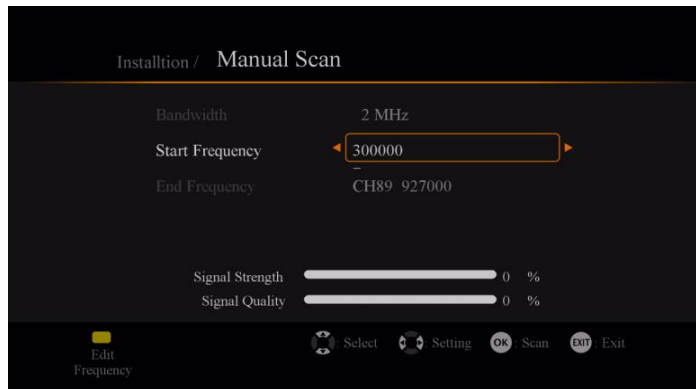 Installtion / Manual Scan
Bandwidth 2 MHz
Start Frequency 300000
End Frequency CH89 927000
Signal Strength 0 %
Signal Quality 0 %
Edit Frequency
: Select : Setting OK : Scan EXIT : Exit